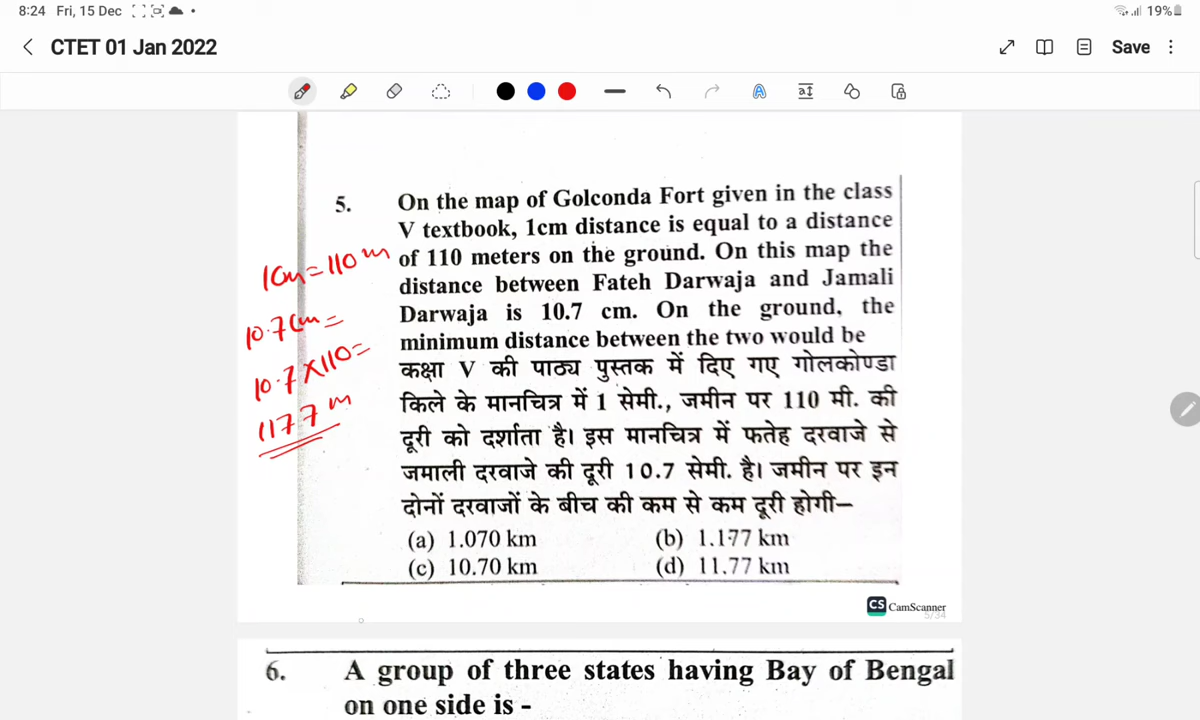 8:24 Fri, 15 Dec
19%
CTET 01 Jan 2022
Save
5. On the map of Golconda Fort given in the class
V textbook, 1cm distance is equal to a distance
of 110 meters on the ground. On this map the
distance between Fateh Darwaja and Jamali
Darwaja is 10.7 cm. On the ground, the
minimum distance between the two would be
कक्षा V की पाठ्य पुस्तक में दिए गए गोलकोण्डा
किले के मानचित्र में 1 सेमी., जमीन पर 110 मी. की
दूरी को दर्शाता है। इस मानचित्र में फतेह दरवाजे से
जमाली दरवाजे की दूरी 10.7 सेमी. है। जमीन पर इन
दोनों दरवाजों के बीच की कम से कम दूरी होगी–
(a) 1.070 km (b) 1.177 km
(c) 10.70 km (d) 11.77 km
1cm=110m
10.7cm=
10.7×110=
1177m
CS CamScanner
5/34
6. A group of three states having Bay of Bengal
on one side is -